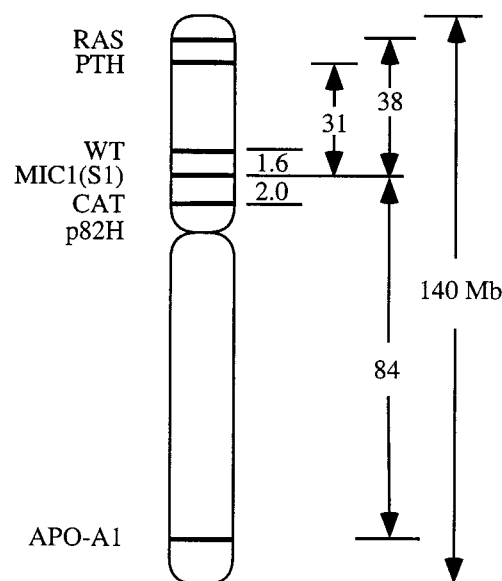 RAS
PTH
38
31
WT
1.6
MIC1(S1)
2.0
CAT
p82H
140 Mb
84
APO-A1